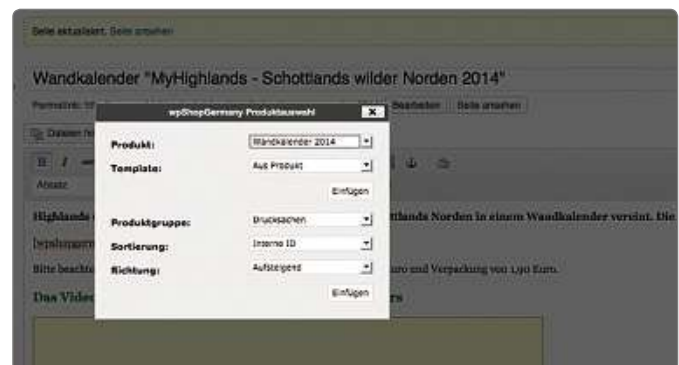 Seite aktualisiert. Seite ansehen
Wandkalender "MyHighlands - Schottlands wilder Norden 2014"
Permalink:
Bearbeiten Seite ansehen
wpShopGermany Produktauswahl
Produkt: Wandkalender 2014
Template: Aus Produkt
Einfügen
Produktgruppe: Drucksachen
Sortierung: Interne ID
Richtung: Aufsteigend
Einfügen
B I
Absatz
Highlands
ttlands Norden in einem Wandkalender vereint. Die
Bitte beachte
uro und Verpackung von 1,90 Euro.
Das Video
rs